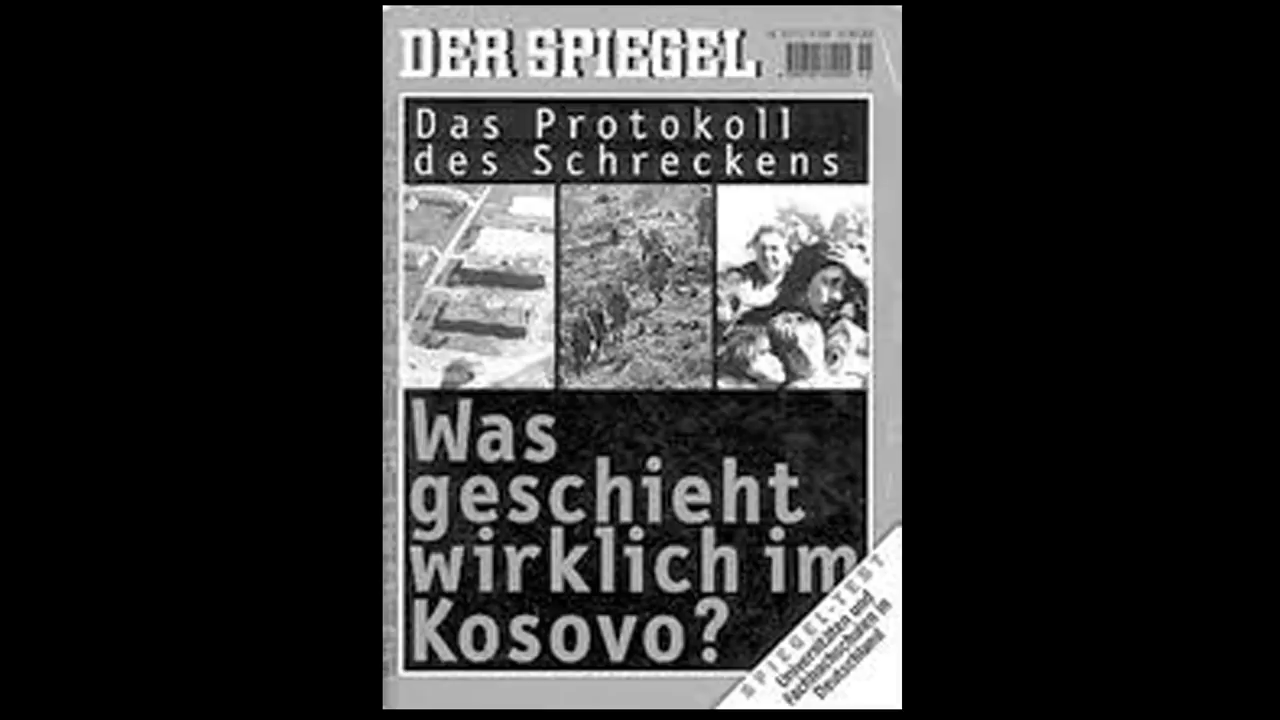 DER SPIEGEL
Das Protokoll
des Schreckens
Was
geschieht
wirklich im
Kosovo?
SPIEGEL-TEST
Universitäten und
Fachhochschulen in
Deutschland